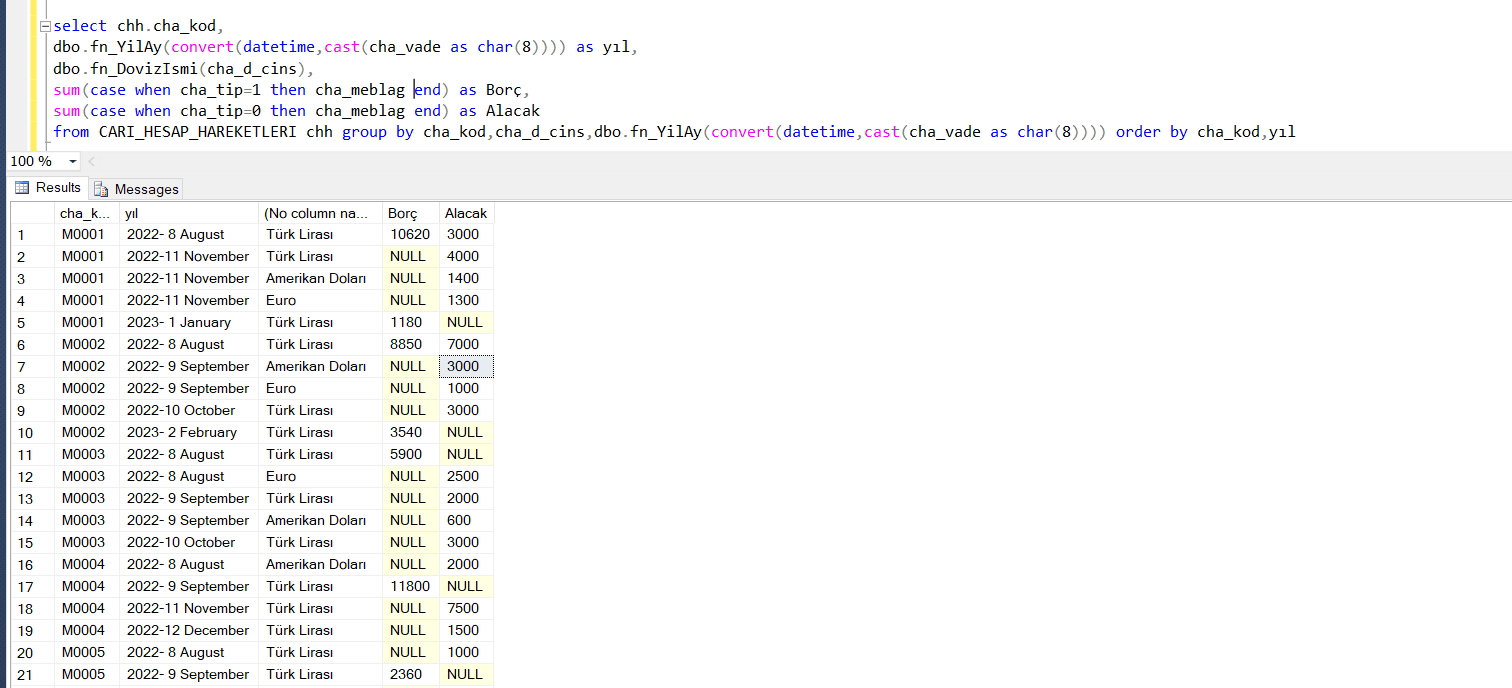 select chh.cha_kod,
dbo.fn_YilAy(convert(datetime,cast(cha_vade as char(8)))) as yıl,
dbo.fn_DovizIsmi(cha_d_cins),
sum(case when cha_tip=1 then cha_meblag end) as Borç,
sum(case when cha_tip=0 then cha_meblag end) as Alacak
from CARI_HESAP_HAREKETLERI chh group by cha_kod,cha_d_cins,dbo.fn_YilAy(convert(datetime,cast(cha_vade as char(8)))) order by cha_kod,yıl
100 %
Results Messages
cha_k... yıl (No column na... Borç Alacak
1 M0001 2022- 8 August Türk Lirası 10620 3000
2 M0001 2022-11 November Türk Lirası NULL 4000
3 M0001 2022-11 November Amerikan Doları NULL 1400
4 M0001 2022-11 November Euro NULL 1300
5 M0001 2023- 1 January Türk Lirası 1180 NULL
6 M0002 2022- 8 August Türk Lirası 8850 7000
7 M0002 2022- 9 September Amerikan Doları NULL 3000
8 M0002 2022- 9 September Euro NULL 1000
9 M0002 2022-10 October Türk Lirası NULL 3000
10 M0002 2023- 2 February Türk Lirası 3540 NULL
11 M0003 2022- 8 August Türk Lirası 5900 NULL
12 M0003 2022- 8 August Euro NULL 2500
13 M0003 2022- 9 September Türk Lirası NULL 2000
14 M0003 2022- 9 September Amerikan Doları NULL 600
15 M0003 2022-10 October Türk Lirası NULL 3000
16 M0004 2022- 8 August Amerikan Doları NULL 2000
17 M0004 2022- 9 September Türk Lirası 11800 NULL
18 M0004 2022-11 November Türk Lirası NULL 7500
19 M0004 2022-12 December Türk Lirası NULL 1500
20 M0005 2022- 8 August Türk Lirası NULL 1000
21 M0005 2022- 9 September Türk Lirası 2360 NULL